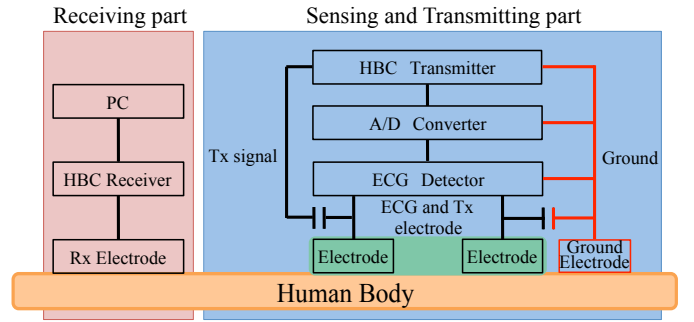 Receiving part
Sensing and Transmitting part
PC
HBC Receiver
Rx Electrode
HBC Transmitter
A/D Converter
Tx signal
Ground
ECG Detector
ECG and Tx
electrode
Electrode
Electrode
Ground
Electrode
Human Body